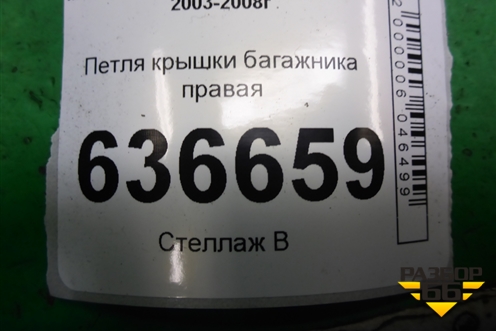 2003-2008г
Петля крышки багажника
правая
636659
Стеллаж В
2000006046499
РАЗБОР
66